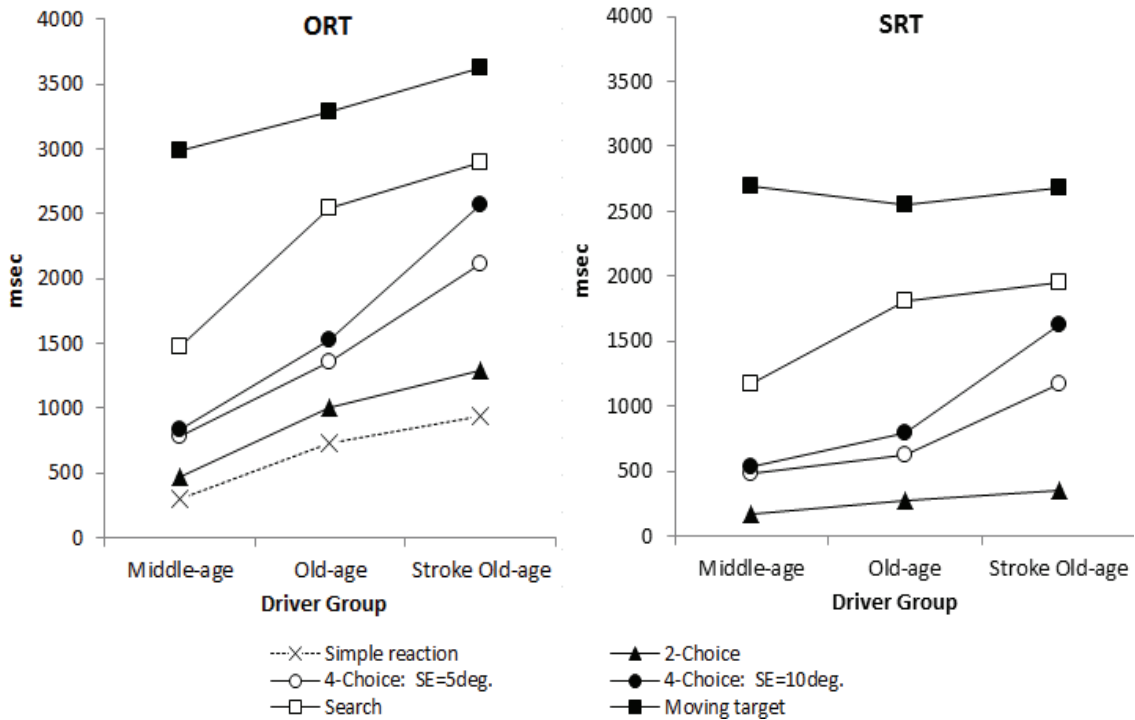 ORT
4000
3500
3000
2500
2000
1500
1000
500
0
msec
Middle-age Old-age Stroke Old-age
Driver Group
SRT
4000
3500
3000
2500
2000
1500
1000
500
0
msec
Middle-age Old-age Stroke Old-age
Driver Group
Simple reaction
2-Choice
4-Choice: SE=5deg.
4-Choice: SE=10deg.
Search
Moving target